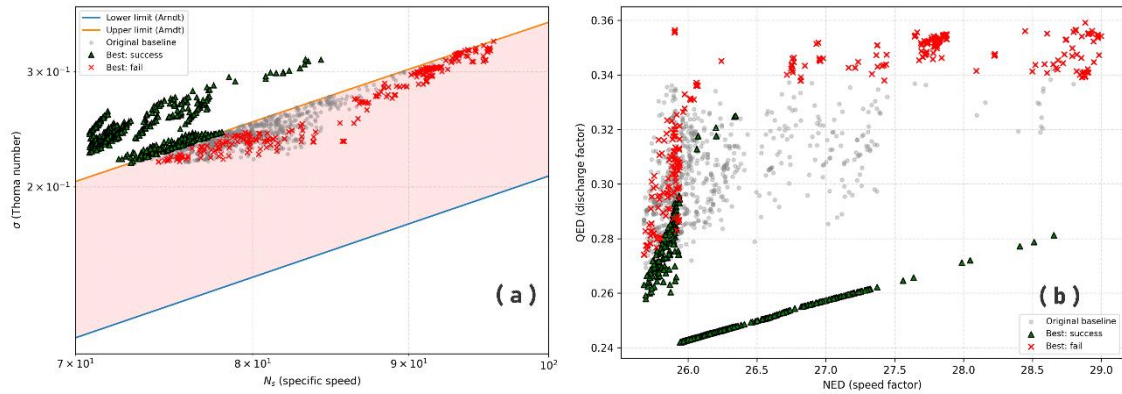 Lower limit (Arndt)
Upper limit (Arndt)
Original baseline
Best: success
Best: fail
3 × 10⁻¹
2 × 10⁻¹
σ (Thoma number)
(a)
7 × 10¹
8 × 10¹
9 × 10¹
10²
Nₛ (specific speed)
0.36
0.34
0.32
0.30
0.28
0.26
0.24
QED (discharge factor)
(b)
Original baseline
Best: success
Best: fail
26.0
26.5
27.0
27.5
28.0
28.5
29.0
NED (speed factor)